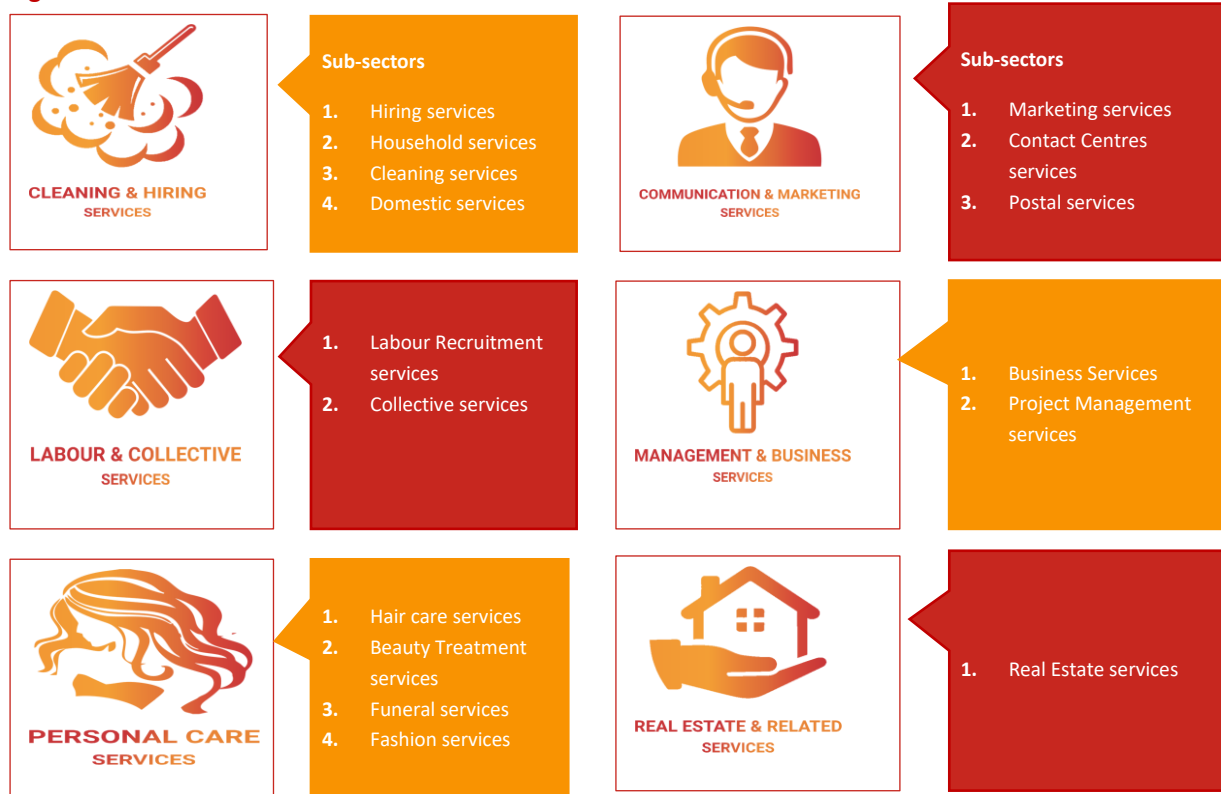 CLEANING & HIRING
SERVICES
Sub-sectors
1. Hiring services
2. Household services
3. Cleaning services
4. Domestic services
COMMUNICATION & MARKETING
SERVICES
Sub-sectors
1. Marketing services
2. Contact Centres
services
3. Postal services
LABOUR & COLLECTIVE
SERVICES
1. Labour Recruitment
services
2. Collective services
MANAGEMENT & BUSINESS
SERVICES
1. Business Services
2. Project Management
services
PERSONAL CARE
SERVICES
1. Hair care services
2. Beauty Treatment
services
3. Funeral services
4. Fashion services
REAL ESTATE & RELATED
SERVICES
1. Real Estate services